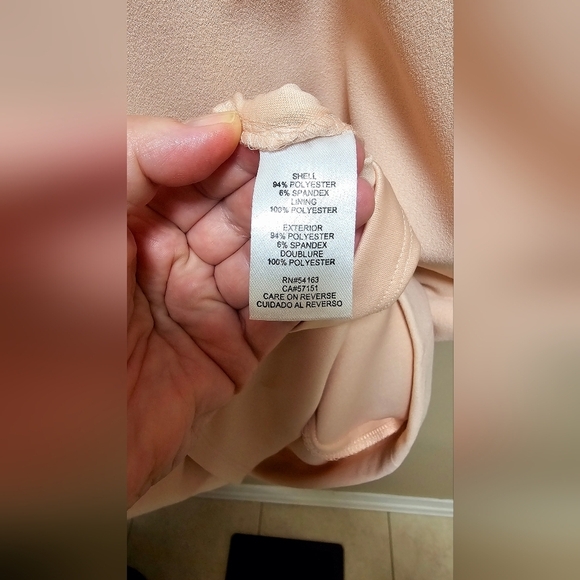 SHELL
94% POLYESTER
6% SPANDEX
LINING
100% POLYESTER
EXTERIOR
94% POLYESTER
6% SPANDEX
DOUBLURE
100% POLYESTER
RN#54163
CA#57151
CARE ON REVERSE
CUIDADO AL REVERSO